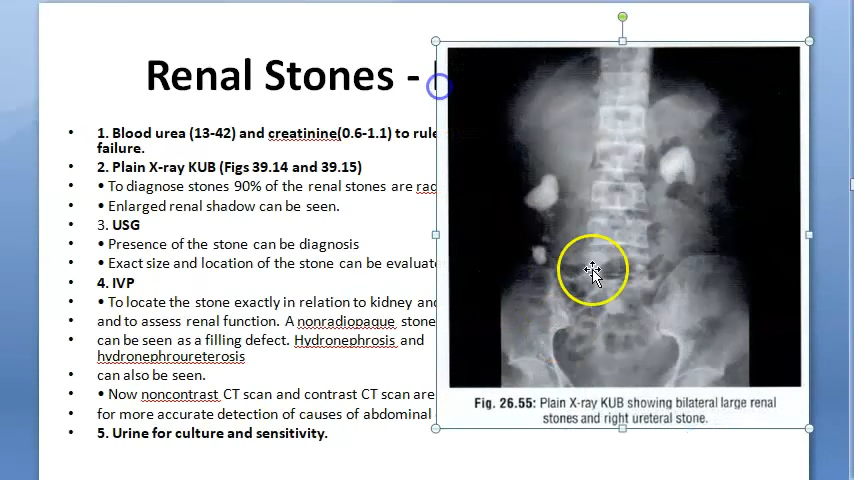 Renal Stones -
1. Blood urea (13-42) and creatinine(0.6-1.1) to rule
failure.
2. Plain X-ray KUB (Figs 39.14 and 39.15)
• To diagnose stones 90% of the renal stones are
• Enlarged renal shadow can be seen.
3. USG
• Presence of the stone can be diagnosis
• Exact size and location of the stone can be
4. IVP
• To locate the stone exactly in relation to kidney
and to assess renal function. A nonradiopaque stone
can be seen as a filling defect. Hydronephrosis and
hydronephroureterosis
can also be seen.
• Now noncontrast CT scan and contrast CT scan are
for more accurate detection of causes of abdominal
5. Urine for culture and sensitivity.
Fig. 26.55: Plain X-ray KUB showing bilateral large renal
stones and right ureteral stone.